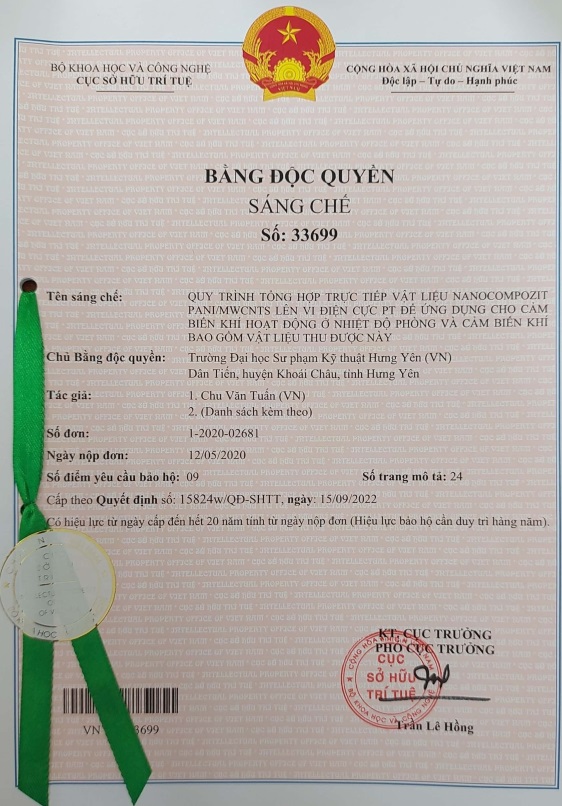 BỘ KHOA HỌC VÀ CÔNG NGHỆ
CỤC SỞ HỮU TRÍ TUỆ
CỘNG HÒA XÃ HỘI CHỦ NGHĨA VIỆT NAM
Độc lập – Tự do – Hạnh phúc
BẰNG ĐỘC QUYỀN
SÁNG CHẾ
Số: 33699
Tên sáng chế: QUY TRÌNH TỔNG HỢP TRỰC TIẾP VẬT LIỆU NANOCOMPOZIT
PANI/MWCNTS LÊN VI ĐIỆN CỰC PT ĐỂ ỨNG DỤNG CHO CẢM
BIẾN KHÍ HOẠT ĐỘNG Ở NHIỆT ĐỘ PHÒNG VÀ CẢM BIẾN KHÍ
BAO GỒM VẬT LIỆU THU ĐƯỢC NÀY
Chủ Bằng độc quyền: Trường Đại học Sư phạm Kỹ thuật Hưng Yên (VN)
Dân Tiến, huyện Khoái Châu, tỉnh Hưng Yên
Tác giả: 1. Chu Văn Tuấn (VN)
2. (Danh sách kèm theo)
Số đơn: 1-2020-02681
Ngày nộp đơn: 12/05/2020
Số điểm yêu cầu bảo hộ: 09 Số trang mô tả: 24
Cấp theo Quyết định số: 15824w/QĐ-SHTT, ngày: 15/09/2022
Có hiệu lực từ ngày cấp đến hết 20 năm tính từ ngày nộp đơn (Hiệu lực bảo hộ cần duy trì hàng năm).
KT. CỤC TRƯỞNG
PHÓ CỤC TRƯỞNG
CỤC
SỞ HỮU
TRÍ TUỆ
Trần Lê Hồng
VN 3699